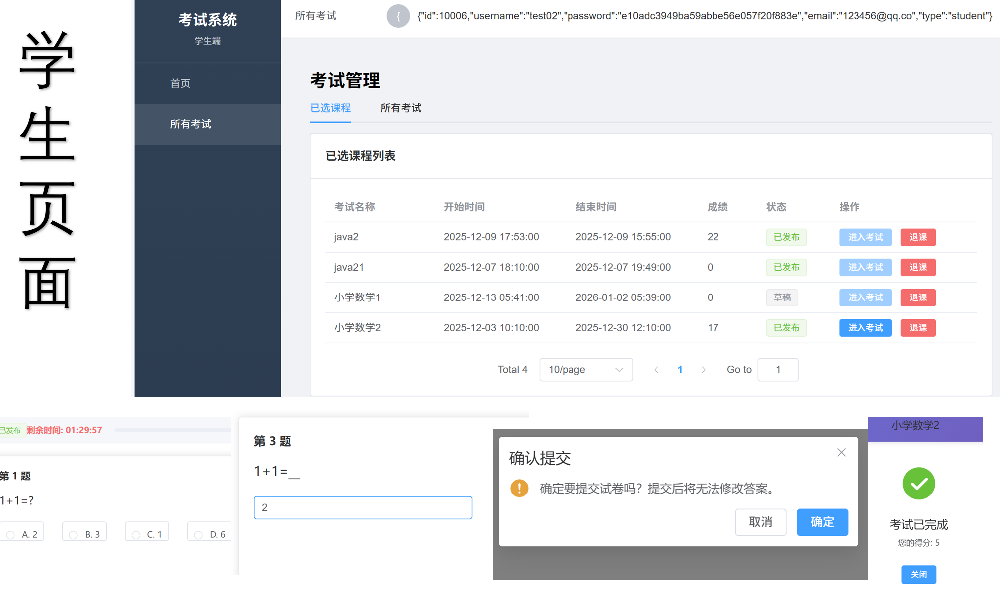 学生页面
考试系统
学生端
首页
所有考试
所有考试
{ {"id":10006,"username":"test02","password":"e10adc3949ba59abbe56e057f20f883e","email":"123456@qq.co","type":"student"}
考试管理
已选课程 所有考试
已选课程列表
考试名称 开始时间 结束时间 成绩 状态 操作
java2 2025-12-09 17:53:00 2025-12-09 15:55:00 22 已发布 进入考试 退课
java21 2025-12-07 18:10:00 2025-12-07 19:49:00 0 已发布 进入考试 退课
小学数学1 2025-12-13 05:41:00 2026-01-02 05:39:00 0 草稿 进入考试 退课
小学数学2 2025-12-03 10:10:00 2025-12-30 12:10:00 17 已发布 进入考试 退课
Total 4 10/page 1 Go to 1
已发布 剩余时间: 01:29:57
第 1 题
1+1=?
A. 2 B. 3 C. 1 D. 6
第 3 题
1+1=__
2
确认提交
确定要提交试卷吗？提交后将无法修改答案。
取消 确定
小学数学2
考试已完成
您的得分: 5
关闭